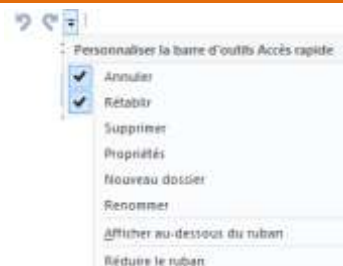 Personnaliser la barre d'outils Accès rapide
Annuler
Rétablir
Supprimer
Propriétés
Nouveau dossier
Renommer
Afficher au-dessous du ruban
Réduire le ruban